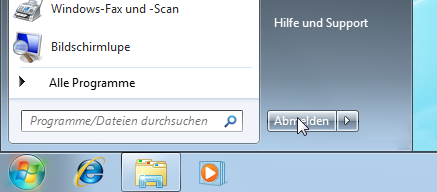 Windows-Fax und -Scan
Hilfe und Support
Bildschirmlupe
Alle Programme
Programme/Dateien durchsuchen
Abmelden